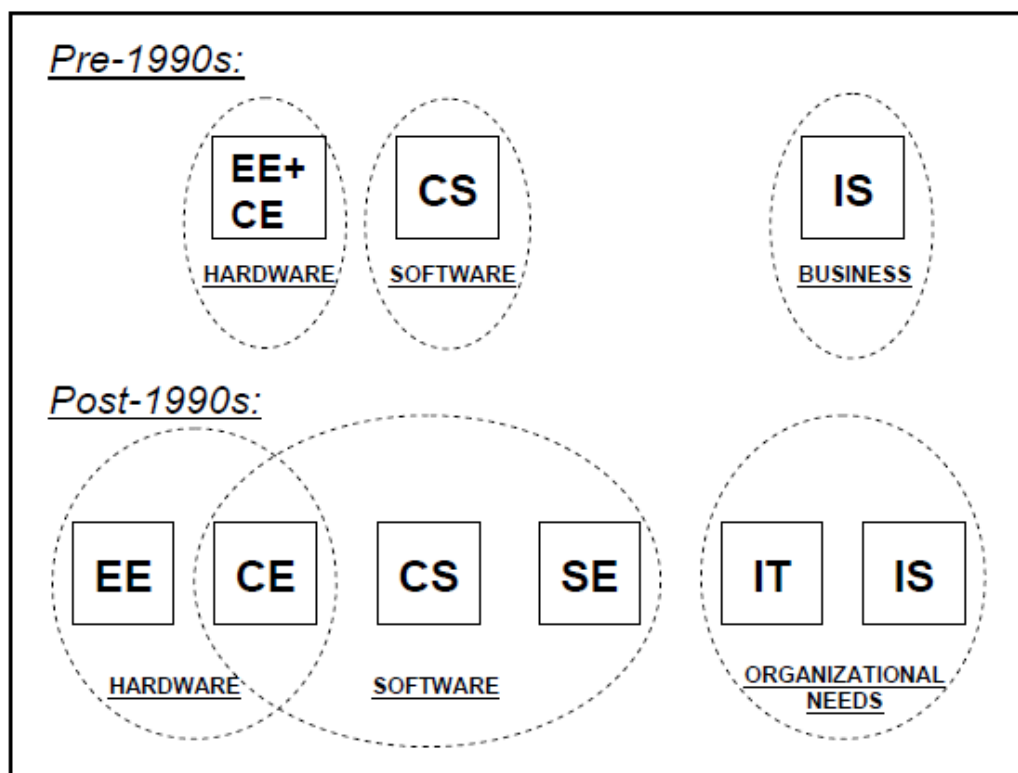 Pre-1990s:
EE+
CE
CS
IS
HARDWARE
SOFTWARE
BUSINESS
Post-1990s:
EE
CE
CS
SE
IT
IS
HARDWARE
SOFTWARE
ORGANIZATIONAL
NEEDS